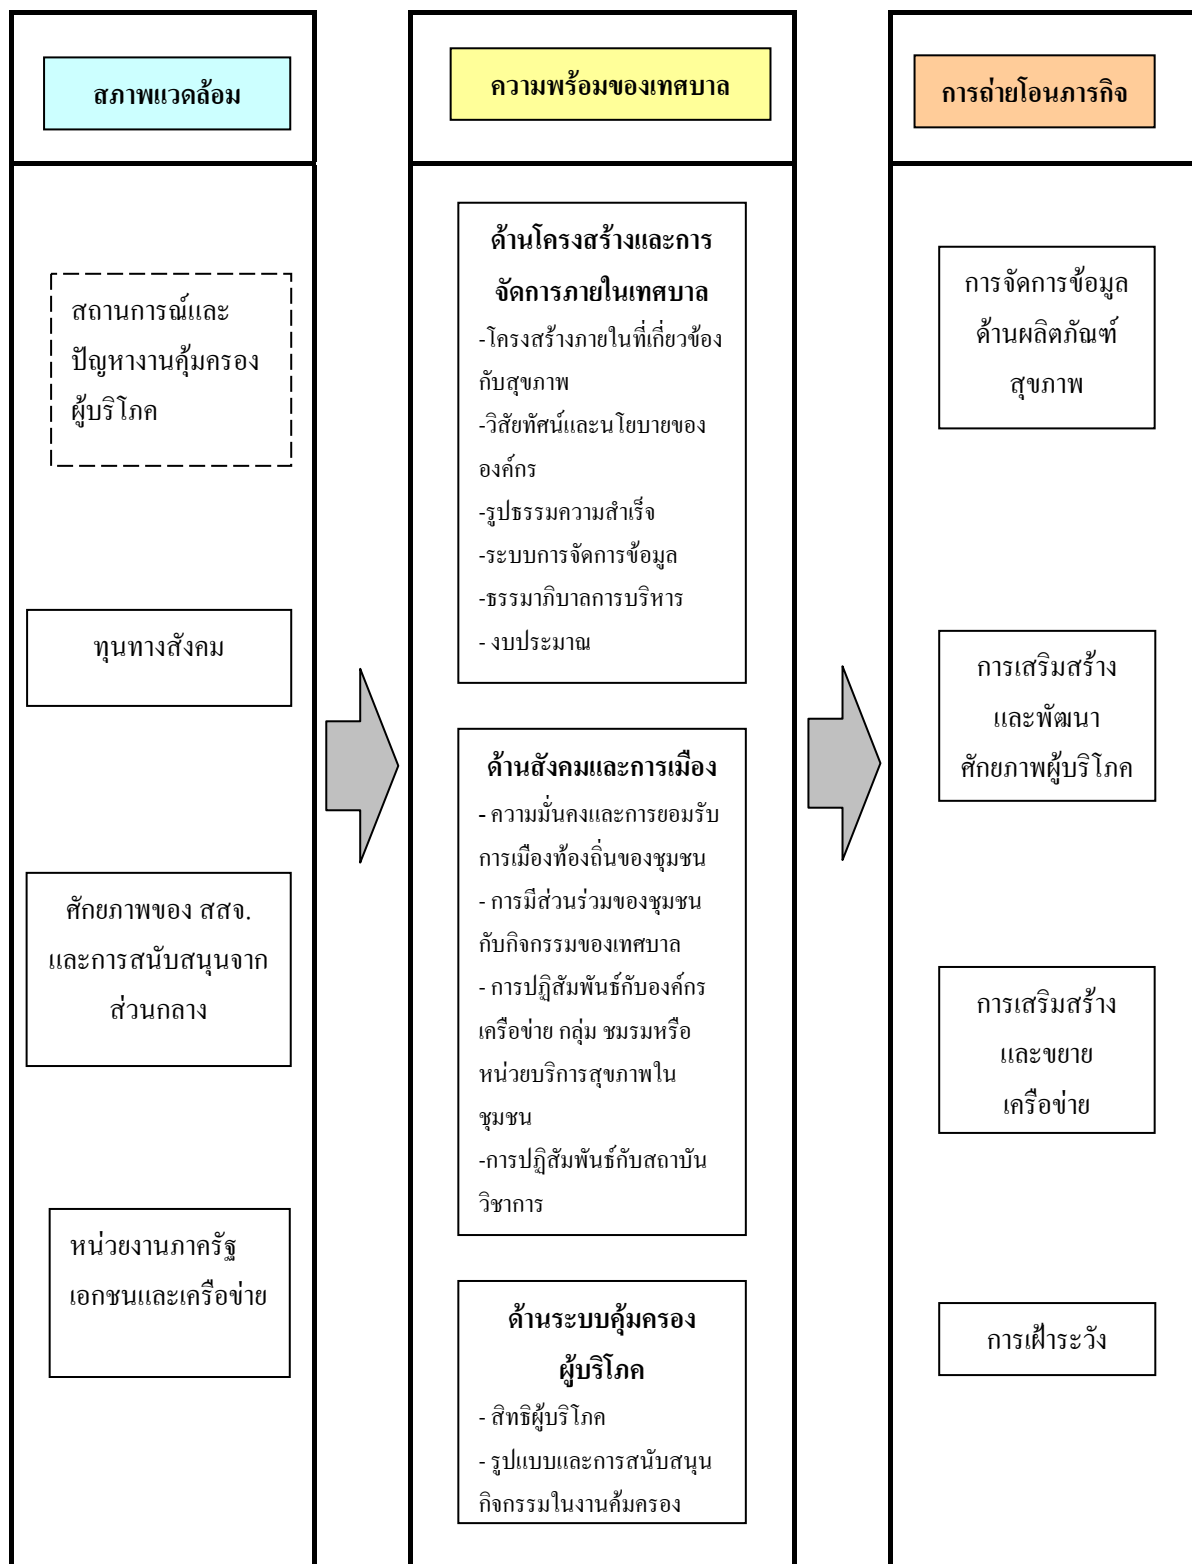 สภาพแวดล้อม
สถานการณ์และ
ปัญหางานคุ้มครอง
ผู้บริโภค
ทุนทางสังคม
ศักยภาพของ สสจ.
และการสนับสนุนจาก
ส่วนกลาง
หน่วยงานภาครัฐ
เอกชนและเครือข่าย
ความพร้อมของเทศบาล
ด้านโครงสร้างและการ
จัดการภายในเทศบาล
-โครงสร้างภายในที่เกี่ยวข้อง
กับสุขภาพ
-วิสัยทัศน์และนโยบายของ
องค์กร
-รูปธรรมความสำเร็จ
-ระบบการจัดการข้อมูล
-ธรรมาภิบาลการบริหาร
- งบประมาณ
ด้านสังคมและการเมือง
- ความมั่นคงและการยอมรับ
การเมืองท้องถิ่นของชุมชน
- การมีส่วนร่วมของชุมชน
กับกิจกรรมของเทศบาล
- การปฏิสัมพันธ์กับองค์กร
เครือข่าย กลุ่ม ชมรมหรือ
หน่วยบริการสุขภาพใน
ชุมชน
-การปฏิสัมพันธ์กับสถาบัน
วิชาการ
ด้านระบบคุ้มครอง
ผู้บริโภค
- สิทธิผู้บริโภค
- รูปแบบและการสนับสนุน
กิจกรรมในงานคุ้มครอง
การถ่ายโอนภารกิจ
การจัดการข้อมูล
ด้านผลิตภัณฑ์
สุขภาพ
การเสริมสร้าง
และพัฒนา
ศักยภาพผู้บริโภค
การเสริมสร้าง
และขยาย
เครือข่าย
การเฝ้าระวัง